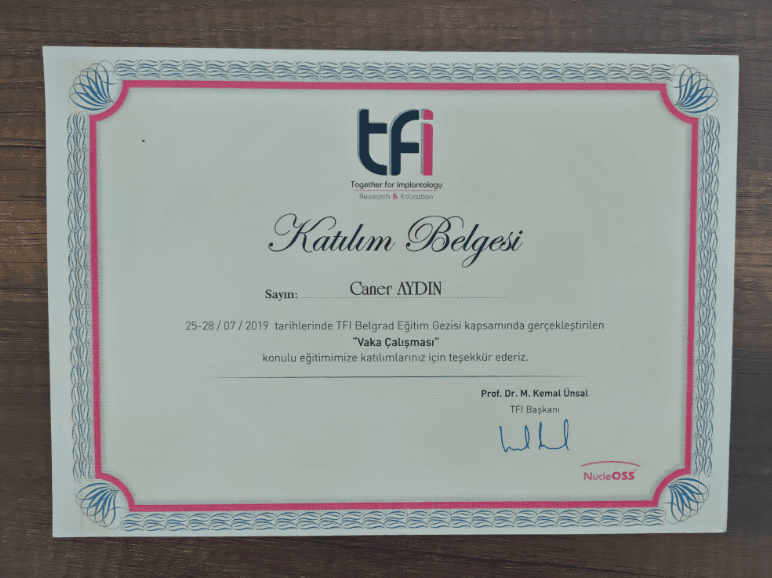 tfi
Together for Implantology
Research & Education
Katılım Belgesi
Sayın: Caner AYDIN
25-28 / 07 / 2019 tarihlerinde TFI Belgrad Eğitim Gezisi kapsamında gerçekleştirilen
"Vaka Çalışması"
konulu eğitimimize katılımlarınız için teşekkür ederiz.
Prof. Dr. M. Kemal Ünsal
TFI Başkanı
NucleOSS™